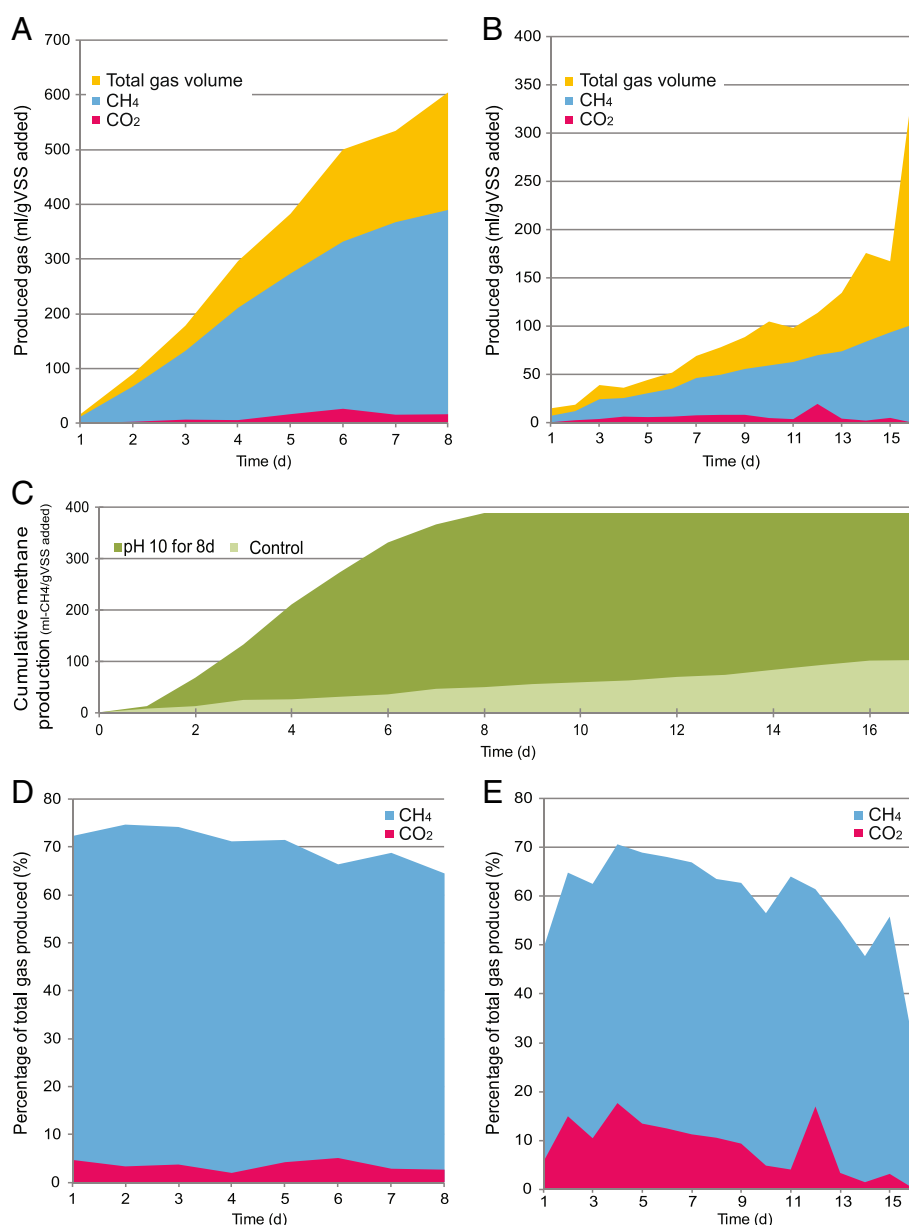 A
Produced gas (ml/gVSS added)
700
600
500
400
300
200
100
0
Total gas volume
CH4
CO2
1 2 3 4 5 6 7 8
Time (d)
B
Produced gas (ml/gVSS added)
400
350
300
250
200
150
100
50
0
Total gas volume
CH4
CO2
1 3 5 7 9 11 13 15
Time (d)
C
Cumulative methane
production (ml-CH4/gVSS added)
400
300
200
100
0
pH 10 for 8d Control
0 2 4 6 8 10 12 14 16
Time (d)
D
Percentage of total gas produced (%)
80
70
60
50
40
30
20
10
0
CH4
CO2
1 2 3 4 5 6 7 8
Time (d)
E
Percentage of total gas produced (%)
80
70
60
50
40
30
20
10
0
CH4
CO2
1 3 5 7 9 11 13 15
Time (d)